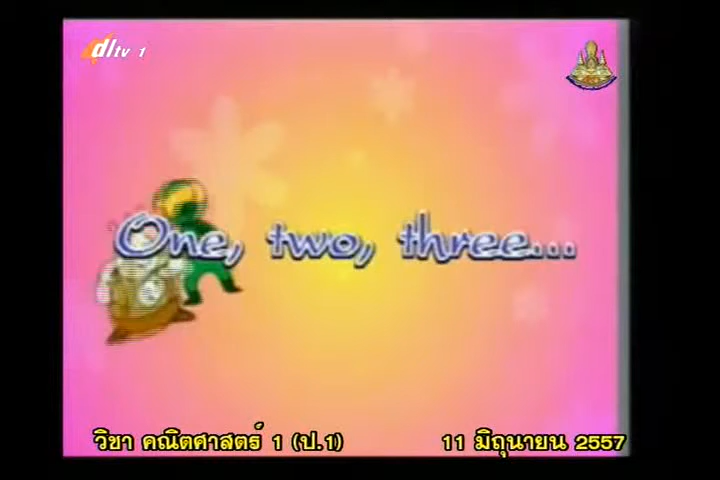 dltv 1
One, two, three...
วิชา คณิตศาสตร์ 1 (ป.1) 11 มิถุนายน 2557